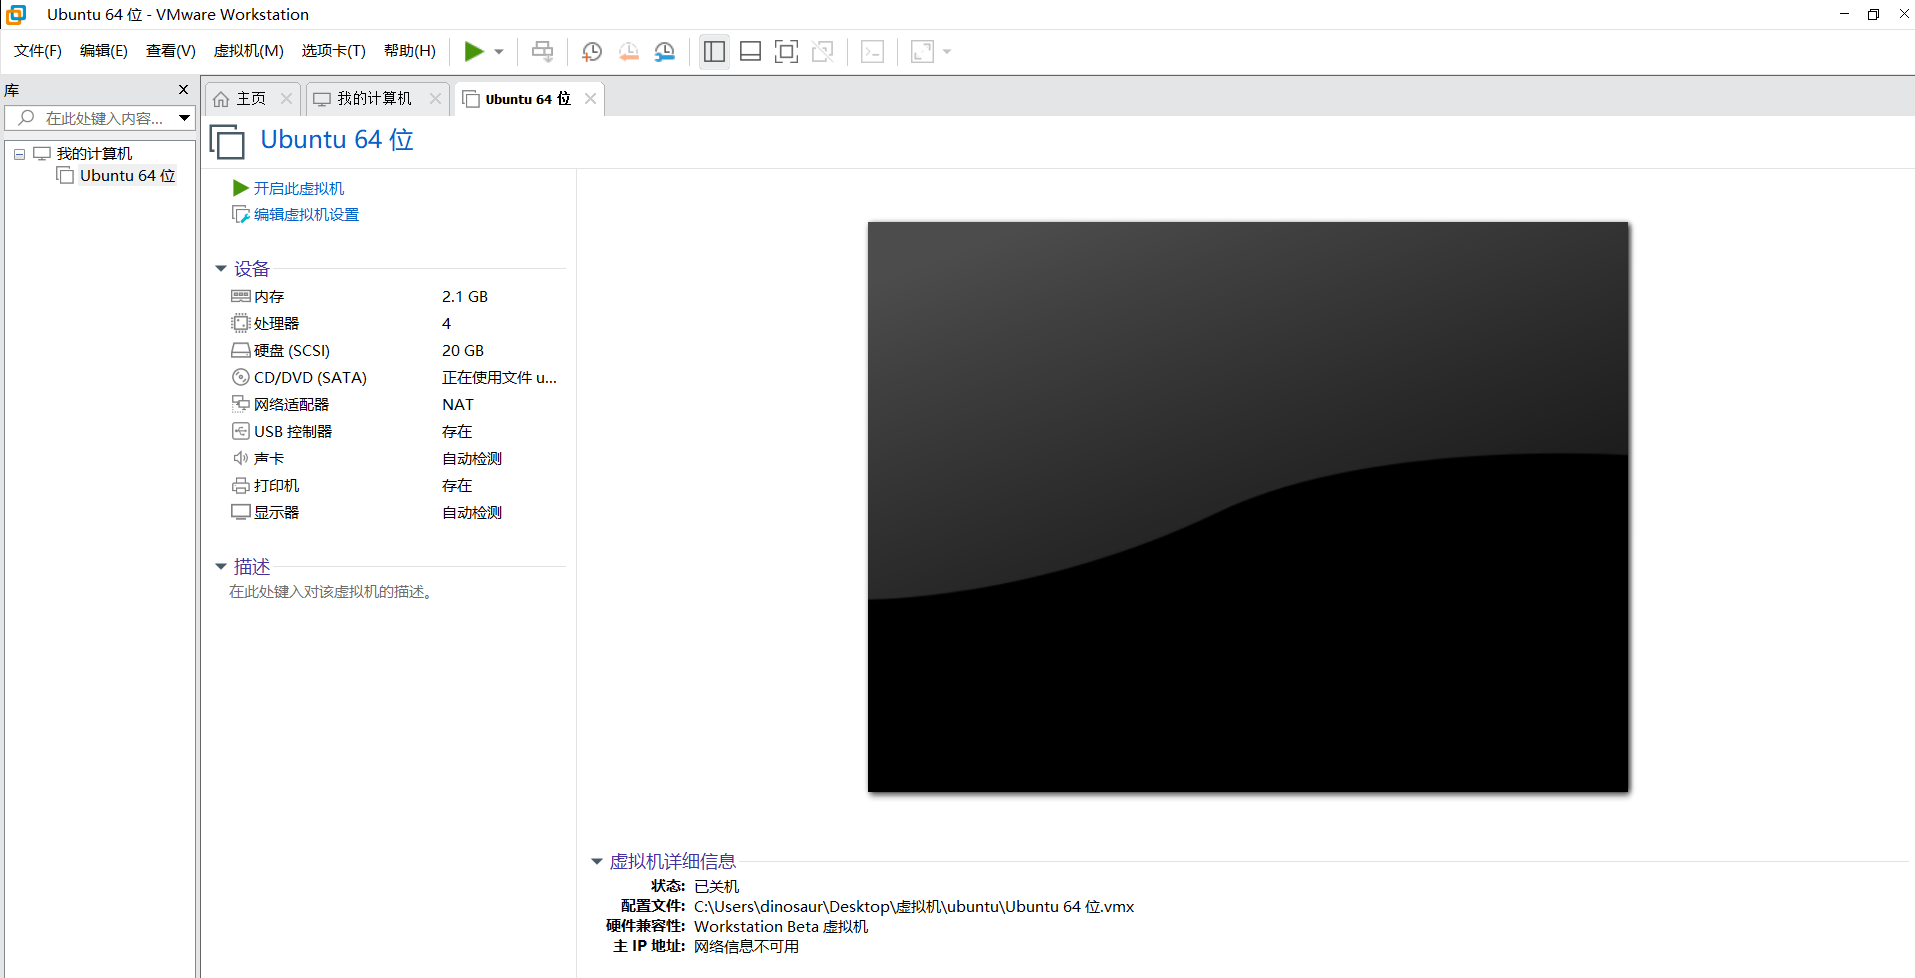 Ubuntu 64 位 - VMware Workstation
文件(F) 编辑(E) 查看(V) 虚拟机(M) 选项卡(T) 帮助(H)
库
在此处键入内容...
我的计算机
Ubuntu 64 位
主页 我的计算机 Ubuntu 64 位
Ubuntu 64 位
开启此虚拟机
编辑虚拟机设置
设备
内存 2.1 GB
处理器 4
硬盘 (SCSI) 20 GB
CD/DVD (SATA) 正在使用文件 u...
网络适配器 NAT
USB 控制器 存在
声卡 自动检测
打印机 存在
显示器 自动检测
描述
在此处键入对该虚拟机的描述。
虚拟机详细信息
状态: 已关机
配置文件: C:\Users\dinosaur\Desktop\虚拟机\ubuntu\Ubuntu 64 位.vmx
硬件兼容性: Workstation Beta 虚拟机
主 IP 地址: 网络信息不可用